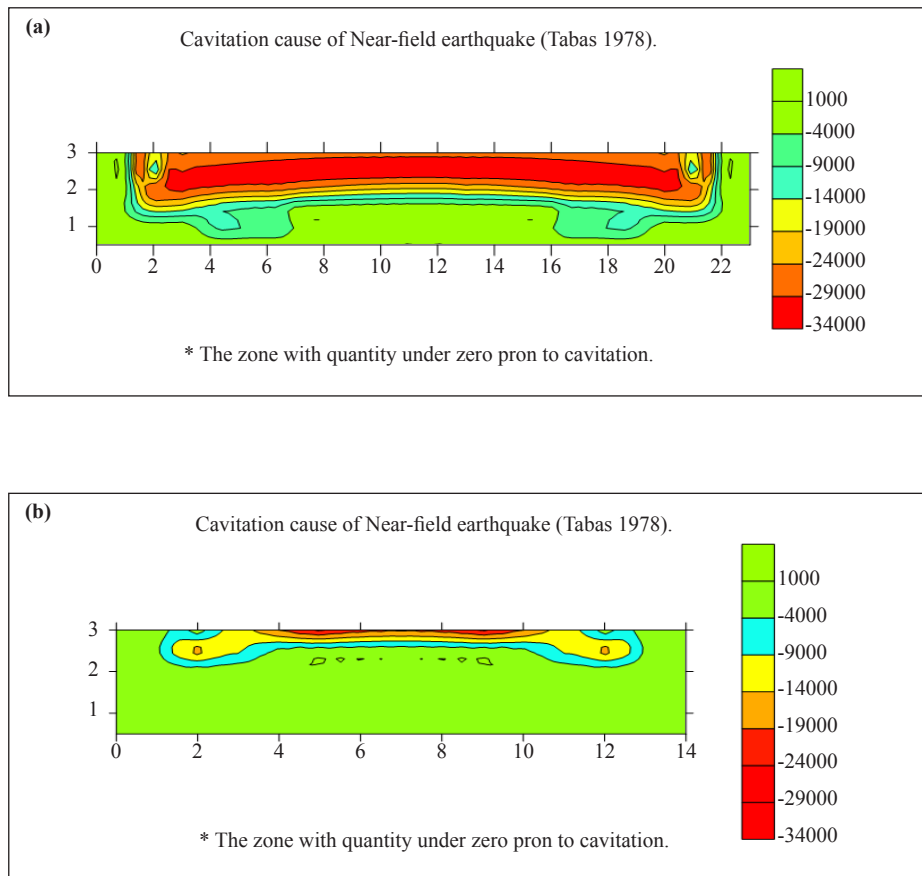 (a)
Cavitation cause of Near-field earthquake (Tabas 1978).
3
2
1
0 2 4 6 8 10 12 14 16 18 20 22
1000
-4000
-9000
-14000
-19000
-24000
-29000
-34000
* The zone with quantity under zero pron to cavitation.
(b)
Cavitation cause of Near-field earthquake (Tabas 1978).
3
2
1
0 2 4 6 8 10 12 14
1000
-4000
-9000
-14000
-19000
-24000
-29000
-34000
* The zone with quantity under zero pron to cavitation.